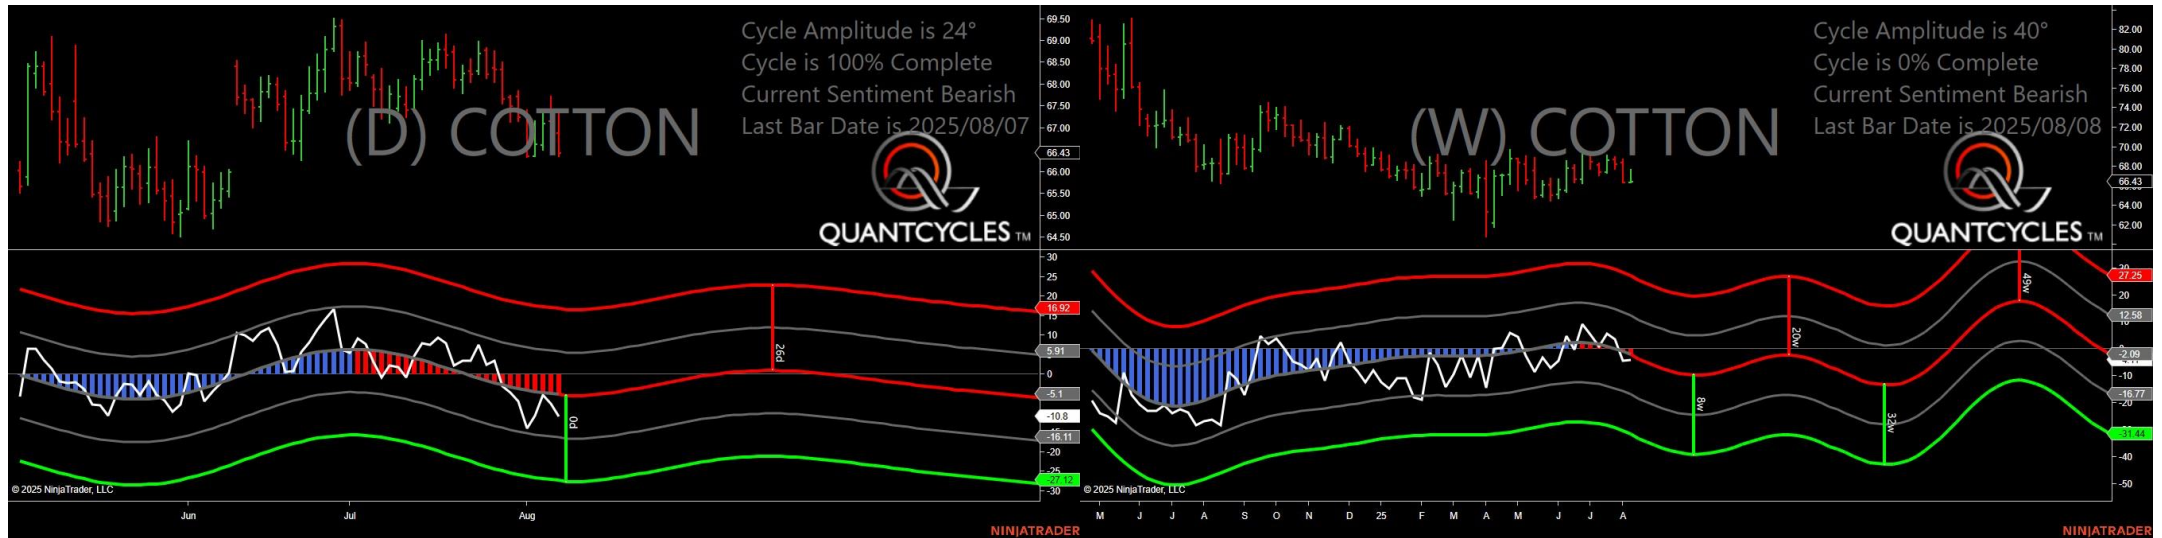 Cycle Amplitude is 24°
Cycle is 100% Complete
Current Sentiment Bearish
Last Bar Date is 2025/08/07
(D) COTTON
QUANTCYCLES TM
69.50
69.00
68.50
68.00
67.50
67.00
66.43
66.00
65.50
65.00
64.50
30
25
20
16.92
15
10
5.91
0
-5.1
-10.8
-16.11
-20
-25
-27.12
-30
26d
0d
© 2025 NinjaTrader, LLC
Jun
Jul
Aug
NINJATRADER
Cycle Amplitude is 40°
Cycle is 0% Complete
Current Sentiment Bearish
Last Bar Date is 2025/08/08
(W) COTTON
QUANTCYCLES TM
82.00
80.00
78.00
76.00
74.00
72.00
70.00
68.00
66.43
64.00
62.00
27.25
20
12.58
-2.09
-10
-16.77
-20
-31.44
-40
-50
49w
20w
8w
32w
© 2025 NinjaTrader, LLC
M
J
J
A
S
O
N
D
25
F
M
A
M
J
J
A
NINJATRADER